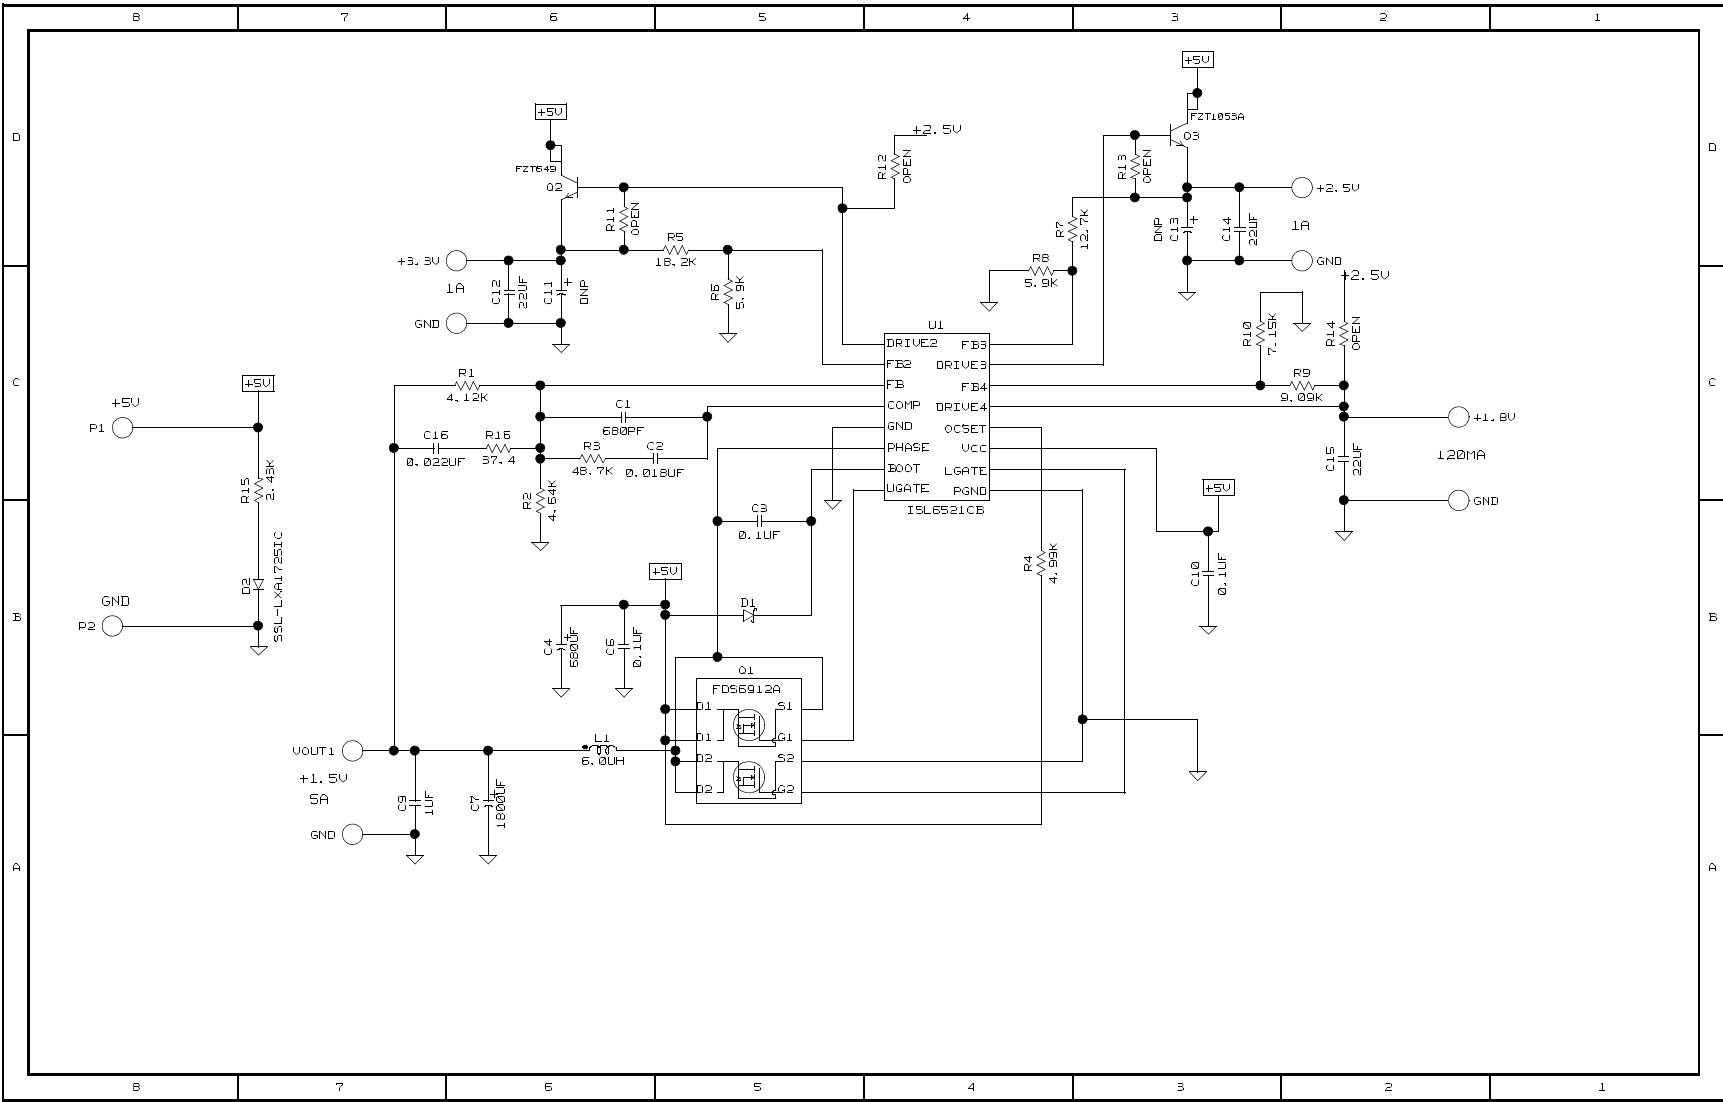 8 7 6 5 4 3 2 1
D
D
C
C
B
B
A
A
+5V
FZT1053A
Q3
R13
OPEN
+5V
FZT649
Q2
R11
OPEN
+2.5V
R12
OPEN
+2.5V
1A
GND
R7
12.7K
DNP
C13
+
C14
22UF
R8
5.9K
R5
18.2K
R6
5.9K
+3.3V
1A
GND
C12
22UF
C11
+
DNP
+2.5V
R10
7.15K
R14
OPEN
R9
9.09K
+1.8V
120MA
GND
C15
22UF
U1
DRIVE2 FB3
FB2 DRIVE3
FB FB4
COMP DRIVE4
GND OCSET
PHASE VCC
BOOT LGATE
UGATE PGND
ISL6521CB
R1
4.12K
C1
680PF
C16
0.022UF
R16
37.4
R3
48.7K
C2
0.018UF
R2
4.64K
+5V
+5V
P1
R15
2.43K
D2
SSL-LXA1725IC
GND
P2
C3
0.1UF
R4
4.99K
+5V
C10
0.1UF
+5V
D1
C4
+
680UF
C6
0.1UF
Q1
FDS6912A
D1 S1
D1 G1
D2 S2
D2 G2
L1
6.0UH
VOUT1
+1.5V
5A
GND
C9
1UF
C7
+
1800UF
8 7 6 5 4 3 2 1